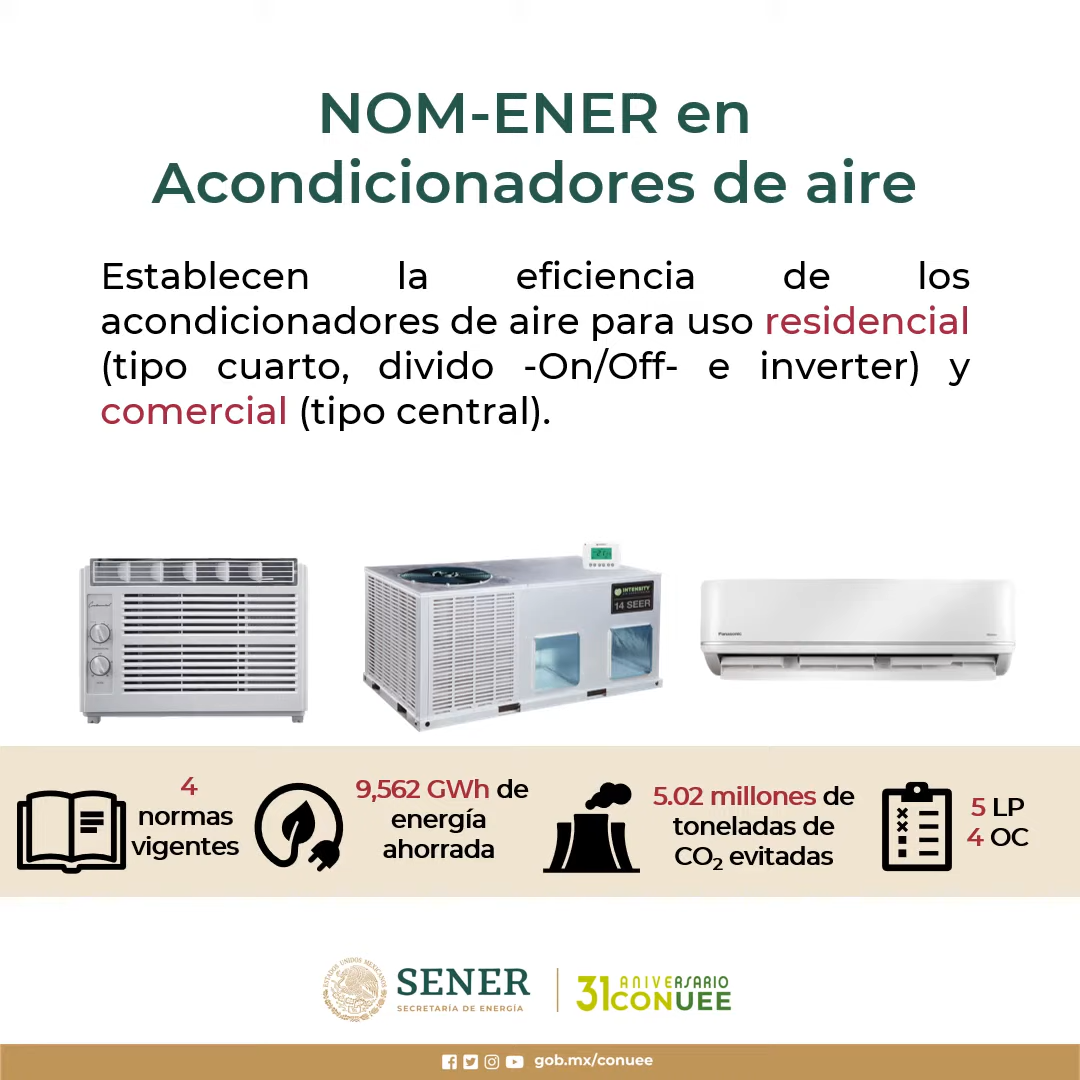 NOM-ENER en
Acondicionadores de aire
Establecen la eficiencia de los
acondicionadores de aire para uso residencial
(tipo cuarto, divido -On/Off- e inverter) y
comercial (tipo central).
INTENSITY
14 SEER
Panasonic
4
normas
vigentes
9,562 GWh de
energía
ahorrada
5.02 millones de
toneladas de
CO₂ evitadas
5 LP
4 OC
ESTADOS UNIDOS MEXICANOS
SENER
SECRETARÍA DE ENERGÍA
31 ANIVERSARIO
CONUEE
gob.mx/conuee